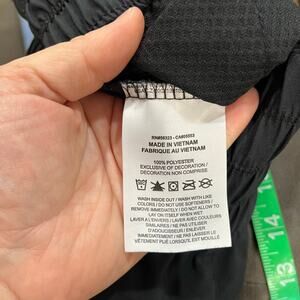 RN#56323 - CA#05553
MADE IN VIETNAM
FABRIQUE AU VIETNAM
100% POLYESTER
EXCLUSIVE OF DECORATION /
DECORATION NON COMPRISE
WASH INSIDE OUT / WASH WITH LIKE
COLORS / DO NOT USE SOFTENERS /
REMOVE IMMEDIATELY / DO NOT ALLOW TO
LAY ON ITSELF WHEN WET
LAVER A L'ENVERS / LAVER AVEC COULEURS
SIMILAIRES / NE PAS UTILISER
D'ASSOUPLISSEUR / ENLEVER
IMMEDIATEMENT / NE PAS LAISSER LE
VÊTEMENT PLIÉ LORSQU'IL EST MOUILLÉ
13 14